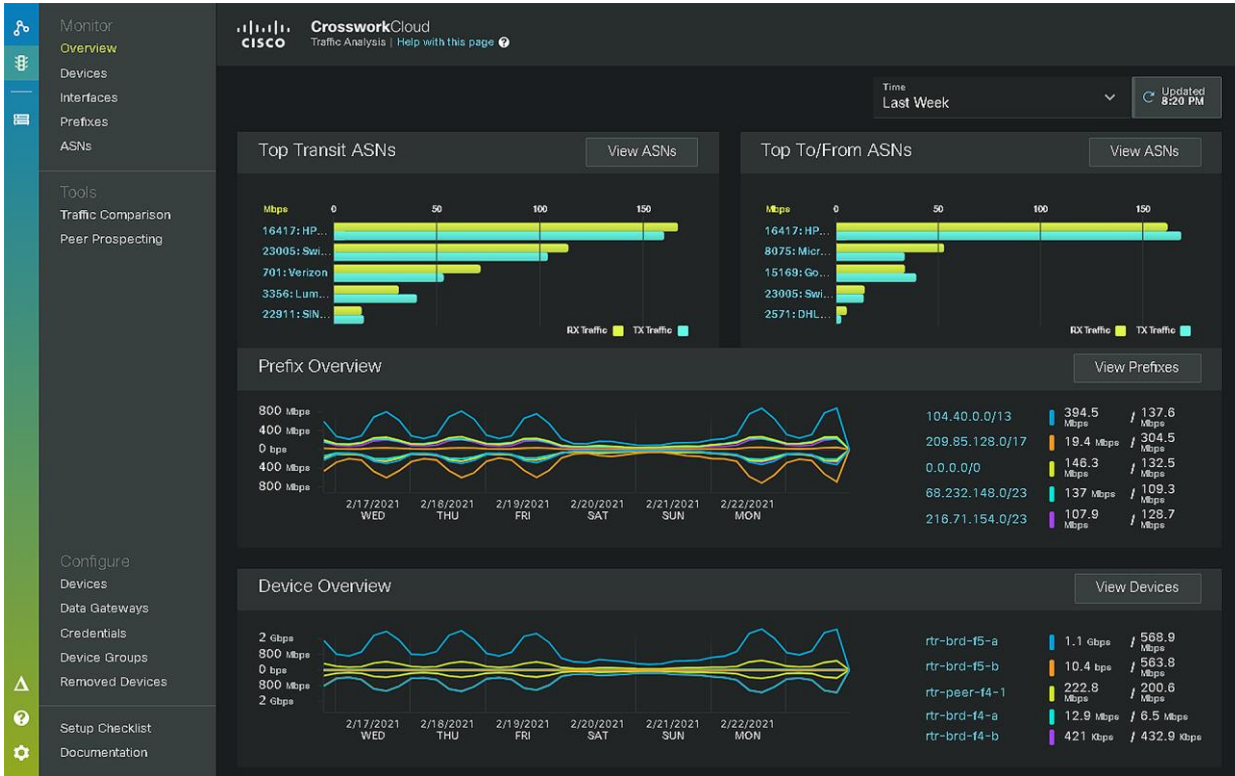 Monitor
Overview
Devices
Interfaces
Prefixes
ASNs
Tools
Traffic Comparison
Peer Prospecting
Configure
Devices
Data Gateways
Credentials
Device Groups
Removed Devices
Setup Checklist
Documentation
CISCO
CrossworkCloud
Traffic Analysis | Help with this page ?
Time
Last Week
Updated
8:20 PM
Top Transit ASNs
View ASNs
Mbps 0 50 100 150
16417: HP...
23005: Swi...
701: Verizon
3356: Lum...
22911: SIN...
RX Traffic TX Traffic
Top To/From ASNs
View ASNs
Mbps 0 50 100 150
16417: HP...
8075: Micr...
15169: Go...
23005: Swi...
2571: DHL...
RX Traffic TX Traffic
Prefix Overview
View Prefixes
800 Mbps
400 Mbps
0 bps
400 Mbps
800 Mbps
2/17/2021 2/18/2021 2/19/2021 2/20/2021 2/21/2021 2/22/2021
WED THU FRI SAT SUN MON
104.40.0.0/13 394.5 Mbps / 137.6 Mbps
209.85.128.0/17 19.4 Mbps / 304.5 Mbps
0.0.0.0/0 146.3 Mbps / 132.5 Mbps
68.232.148.0/23 137 Mbps / 109.3 Mbps
216.71.154.0/23 107.9 Mbps / 128.7 Mbps
Device Overview
View Devices
2 Gbps
800 Mbps
0 bps
800 Mbps
2 Gbps
2/17/2021 2/18/2021 2/19/2021 2/20/2021 2/21/2021 2/22/2021
WED THU FRI SAT SUN MON
rtr-brd-f5-a 1.1 Gbps / 568.9 Mbps
rtr-brd-f5-b 10.4 bps / 563.8 Mbps
rtr-peer-f4-1 222.8 Mbps / 200.6 Mbps
rtr-brd-f4-a 12.9 Mbps / 6.5 Mbps
rtr-brd-f4-b 421 Kbps / 432.9 Kbps